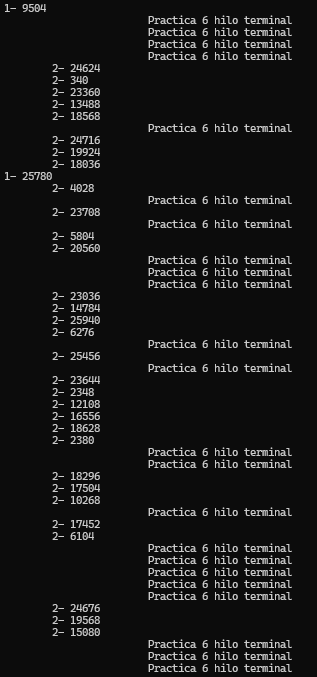 1- 9504
Practica 6 hilo terminal
Practica 6 hilo terminal
Practica 6 hilo terminal
Practica 6 hilo terminal
2- 24624
2- 340
2- 23360
2- 13488
2- 18568
Practica 6 hilo terminal
2- 24716
2- 19924
2- 18036
1- 25780
2- 4028
Practica 6 hilo terminal
2- 23708
Practica 6 hilo terminal
2- 5804
2- 20560
Practica 6 hilo terminal
Practica 6 hilo terminal
Practica 6 hilo terminal
2- 23036
2- 14784
2- 25940
2- 6276
Practica 6 hilo terminal
2- 25456
Practica 6 hilo terminal
2- 23644
2- 2348
2- 12108
2- 16556
2- 18628
2- 2380
Practica 6 hilo terminal
Practica 6 hilo terminal
2- 18296
2- 17504
2- 10268
Practica 6 hilo terminal
2- 17452
2- 6104
Practica 6 hilo terminal
Practica 6 hilo terminal
Practica 6 hilo terminal
Practica 6 hilo terminal
Practica 6 hilo terminal
2- 24676
2- 19568
2- 15080
Practica 6 hilo terminal
Practica 6 hilo terminal
Practica 6 hilo terminal